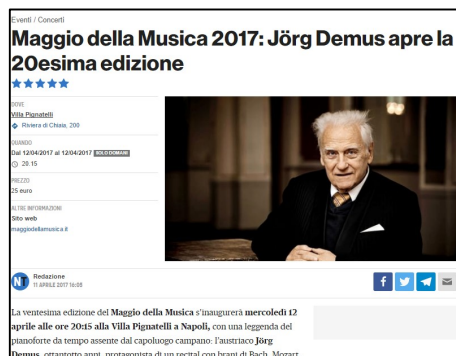 Eventi / Concerti
Maggio della Musica 2017: Jörg Demus apre la
20esima edizione
DOVE
Villa Pignatelli
Riviera di Chiaia, 200
QUANDO
Dal 12/04/2017 al 12/04/2017 SOLO DOMANI
20.15
PREZZO
25 euro
ALTRE INFORMAZIONI
Sito web
maggiodellamusica.it
NT
Redazione
11 APRILE 2017 16:08
La ventesima edizione del Maggio della Musica s'inaugurerà mercoledì 12
aprile alle ore 20:15 alla Villa Pignatelli a Napoli, con una leggenda del
pianoforte da tempo assente dal capoluogo campano: l'austriaco Jörg
Demus, ottantotto anni, protagonista di un recital con brani di Bach, Mozart,